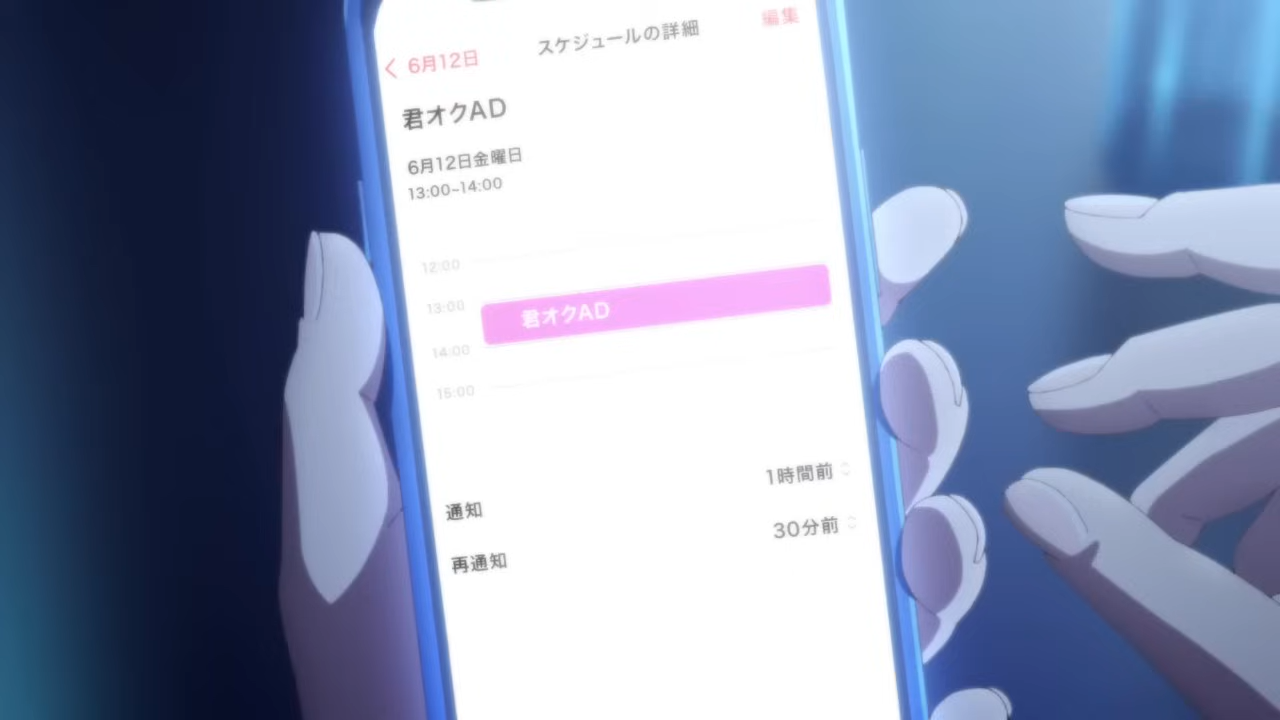 スケジュールの詳細
編集
6月12日
君オクAD
6月12日金曜日
13:00~14:00
12:00
13:00
君オクAD
14:00
15:00
通知
1時間前
再通知
30分前